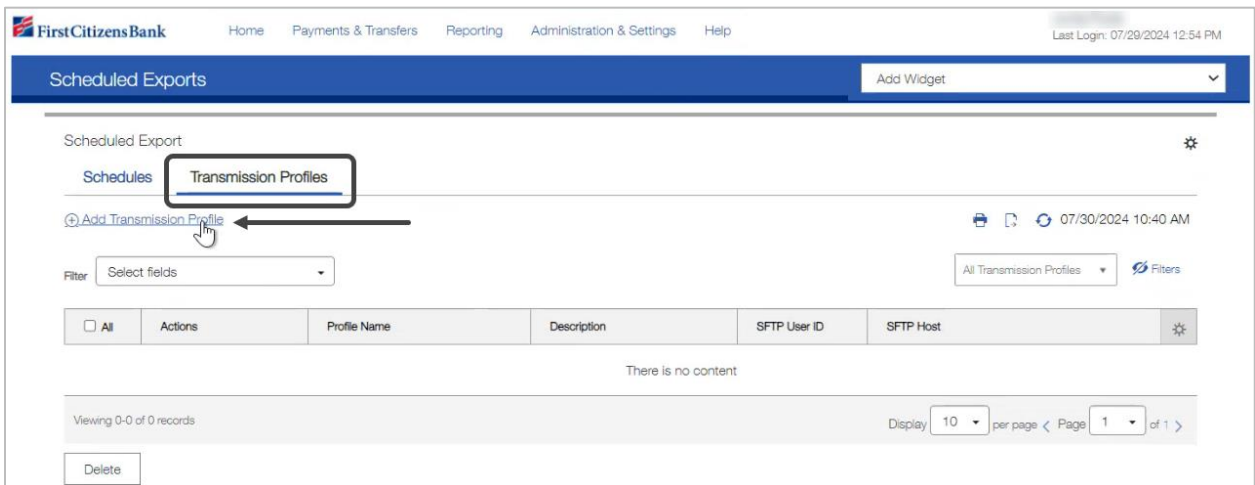 First Citizens Bank Home Payments & Transfers Reporting Administration & Settings Help
Last Login: 07/29/2024 12:54 PM
Scheduled Exports Add Widget
Scheduled Export
Schedules Transmission Profiles
Add Transmission Profile 07/30/2024 10:40 AM
Filter Select fields All Transmission Profiles Filters
All Actions Profile Name Description SFTP User ID SFTP Host
There is no content
Viewing 0-0 of 0 records Display 10 per page Page 1 of 1
Delete